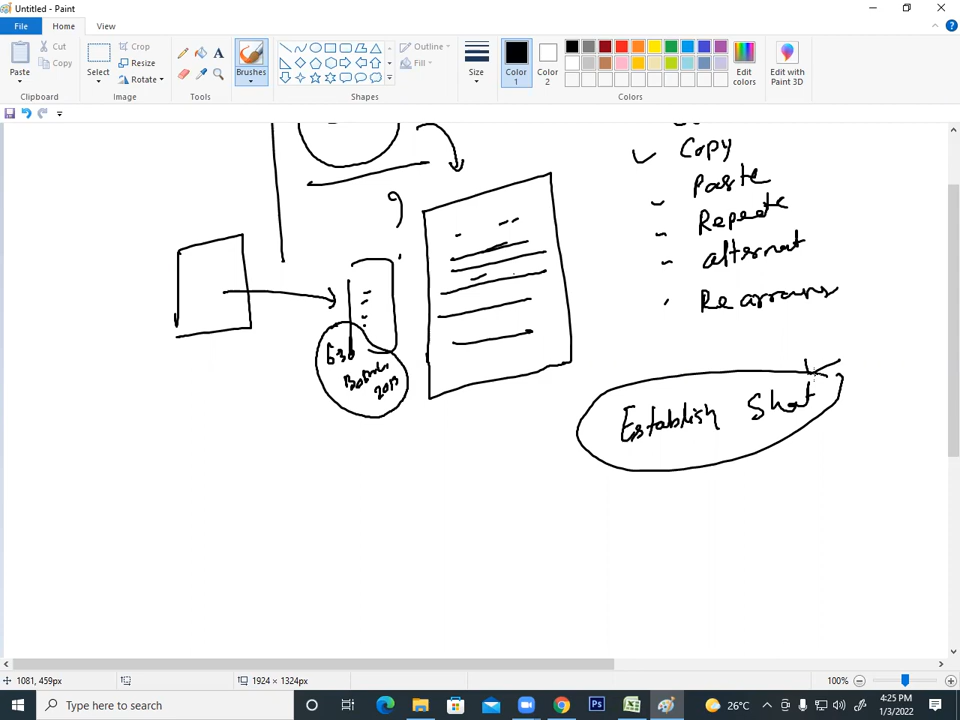 Untitled - Paint
File Home View
Paste
Cut
Copy
Clipboard
Select
Crop
Resize
Rotate
Image
Tools
Brushes
Shapes
Outline
Fill
Size
Color 1
Color 2
Colors
Edit colors
Edit with Paint 3D
Copy
Paste
Repeate
alternat
Establish Shot
630
2013
1081, 459px
1924 × 1324px
100%
Type here to search
26°C
4:25 PM
1/3/2022